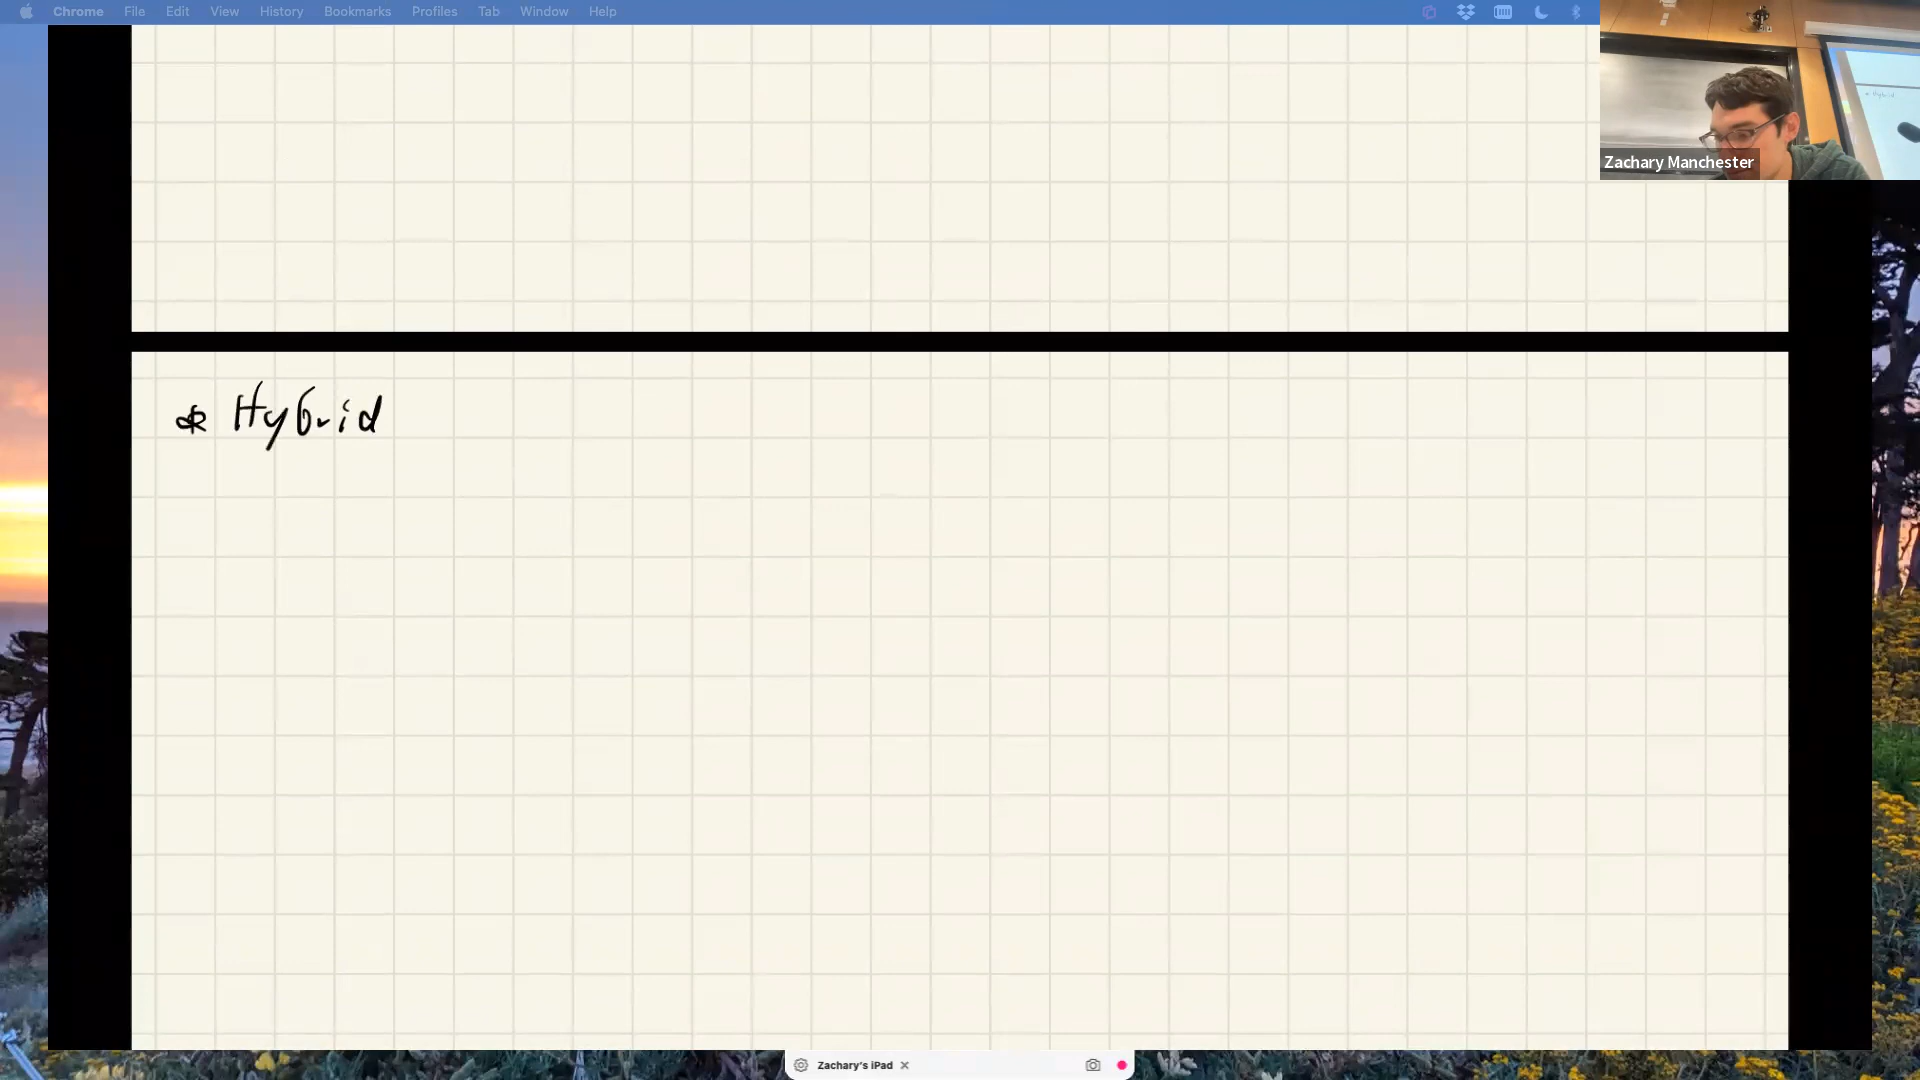 Chrome File Edit View History Bookmarks Profiles Tab Window Help
Zachary Manchester
* Hybrid
Zachary's iPad